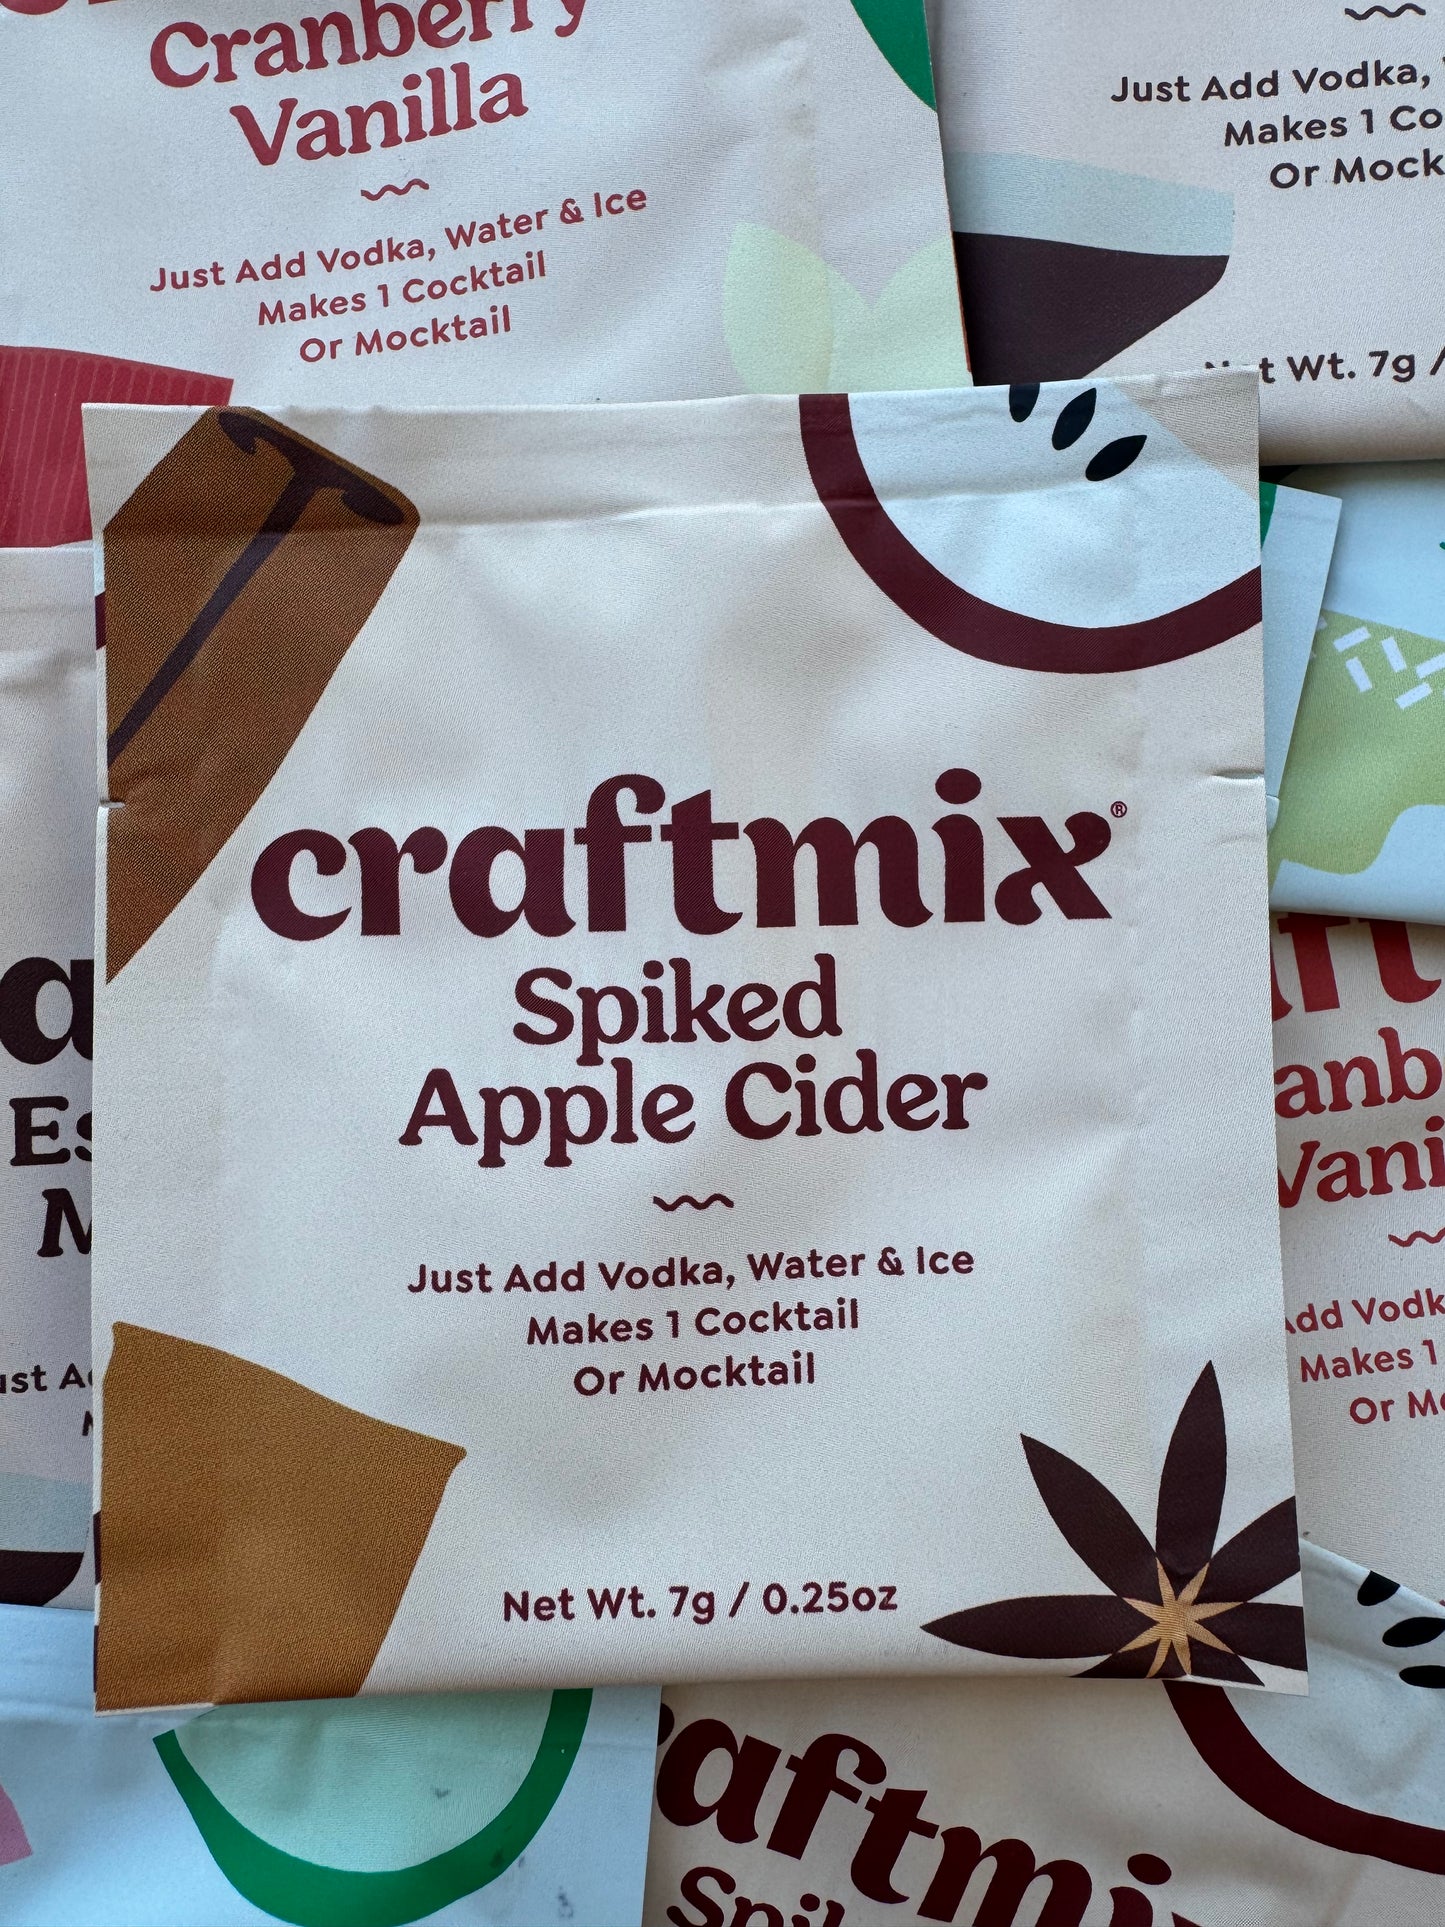 Cranberry
Vanilla
Just Add Vodka, Water & Ice
Makes 1 Cocktail
Or Mocktail
Just Add Vodka,
Makes 1
Or
Net Wt. 7g /
craftmix®
Spiked
Apple Cider
Just Add Vodka, Water & Ice
Makes 1 Cocktail
Or Mocktail
Net Wt. 7g / 0.25oz
Makes 1
Or